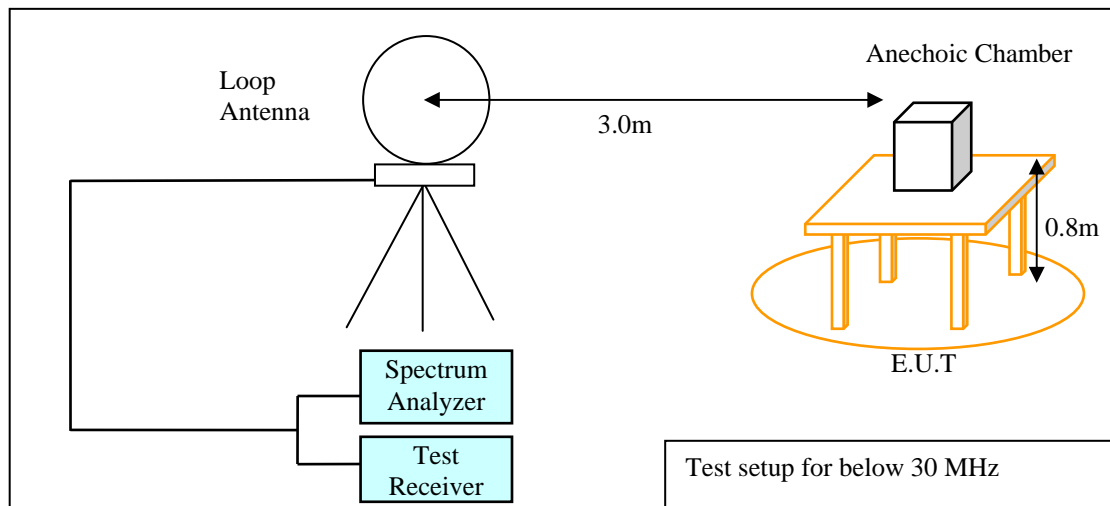 Anechoic Chamber
Loop
Antenna
3.0m
0.8m
E.U.T
Spectrum
Analyzer
Test
Receiver
Test setup for below 30 MHz